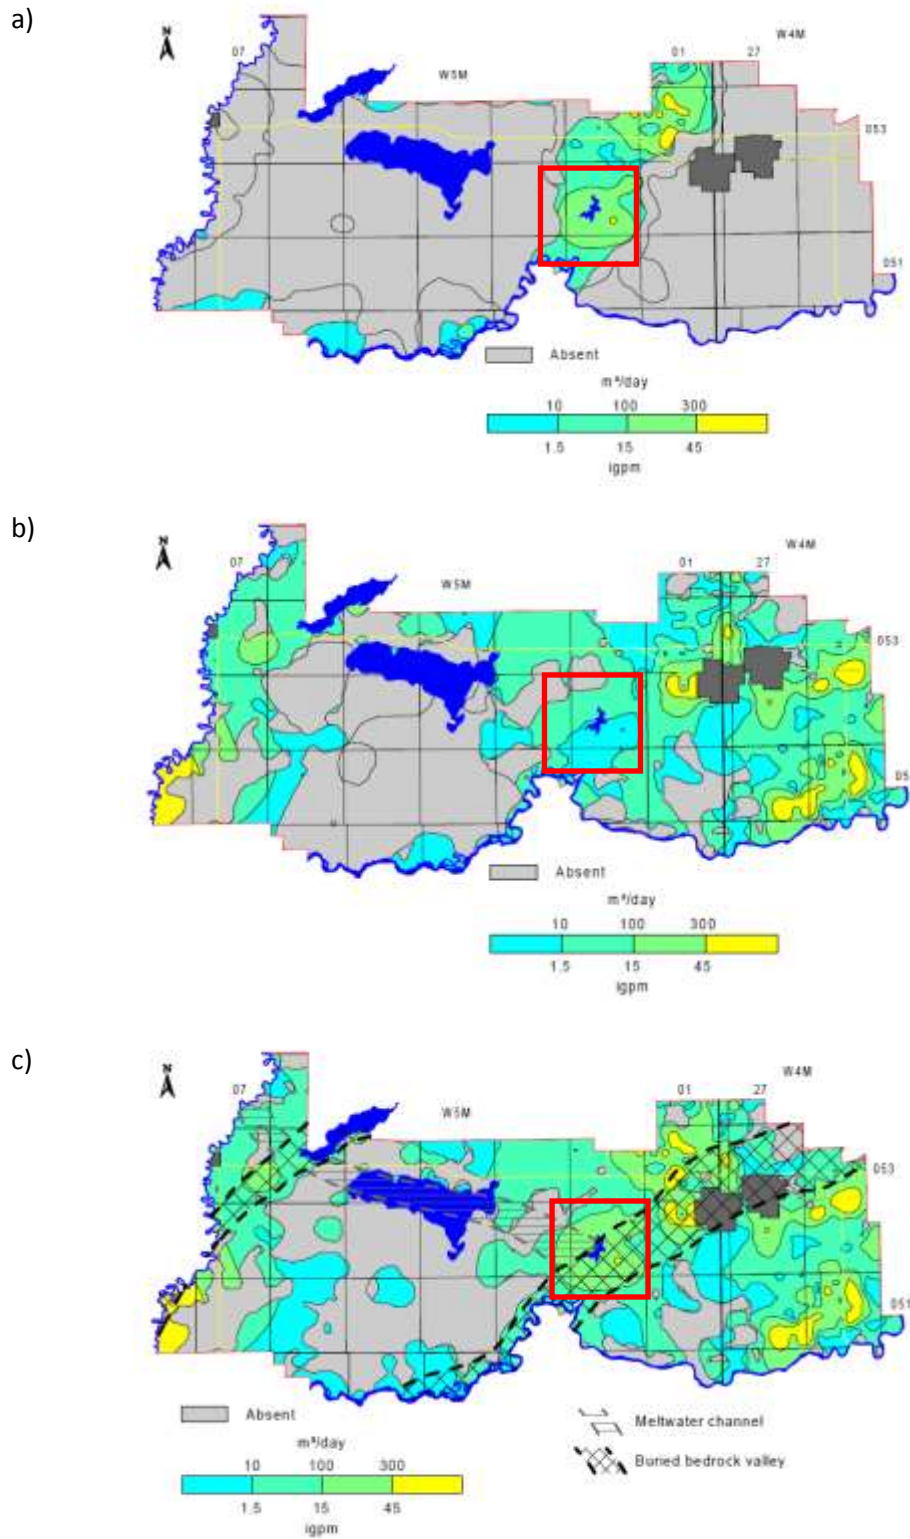 a)
N
07
W5M
01
27
W4M
053
051
Absent
m³/day
10 100 300
1.5 15 45
igpm
b)
N
07
W5M
01
27
W4M
053
05
Absent
m³/day
10 100 300
1.5 15 45
igpm
c)
N
07
W5M
01
27
W4M
053
051
Absent
m³/day
10 100 300
1.5 15 45
igpm
Meltwater channel
Buried bedrock valley